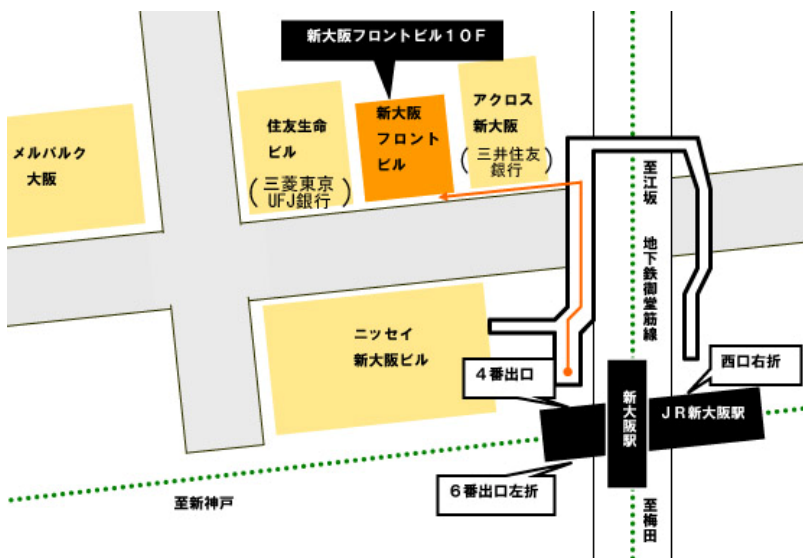 新大阪フロントビル１０Ｆ
アクロス
新大阪
（三井住友
銀行）
新大阪
フロント
ビル
住友生命
ビル
（三菱東京
UFJ銀行）
メルパルク
大阪
至江坂
地下鉄御堂筋線
ニッセイ
新大阪ビル
４番出口
西口右折
新大阪駅
ＪＲ新大阪駅
６番出口左折
至新神戸
至梅田